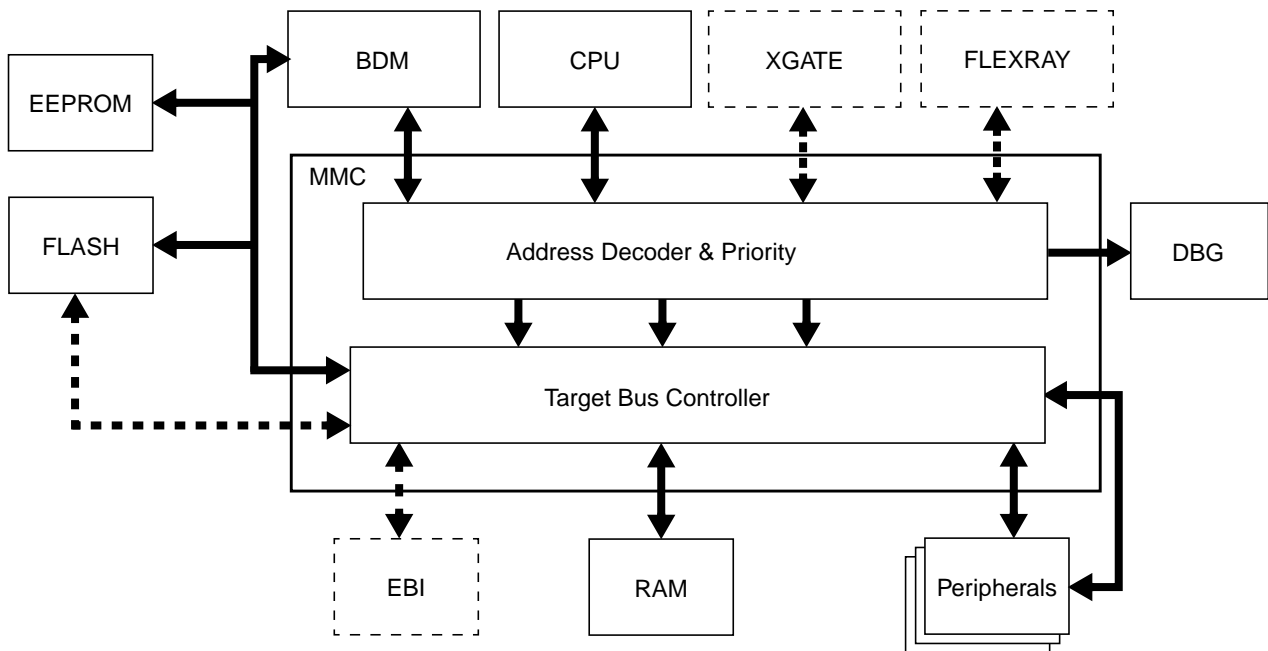 BDM
CPU
XGATE
FLEXRAY
EEPROM
MMC
FLASH
Address Decoder & Priority
DBG
Target Bus Controller
EBI
RAM
Peripherals